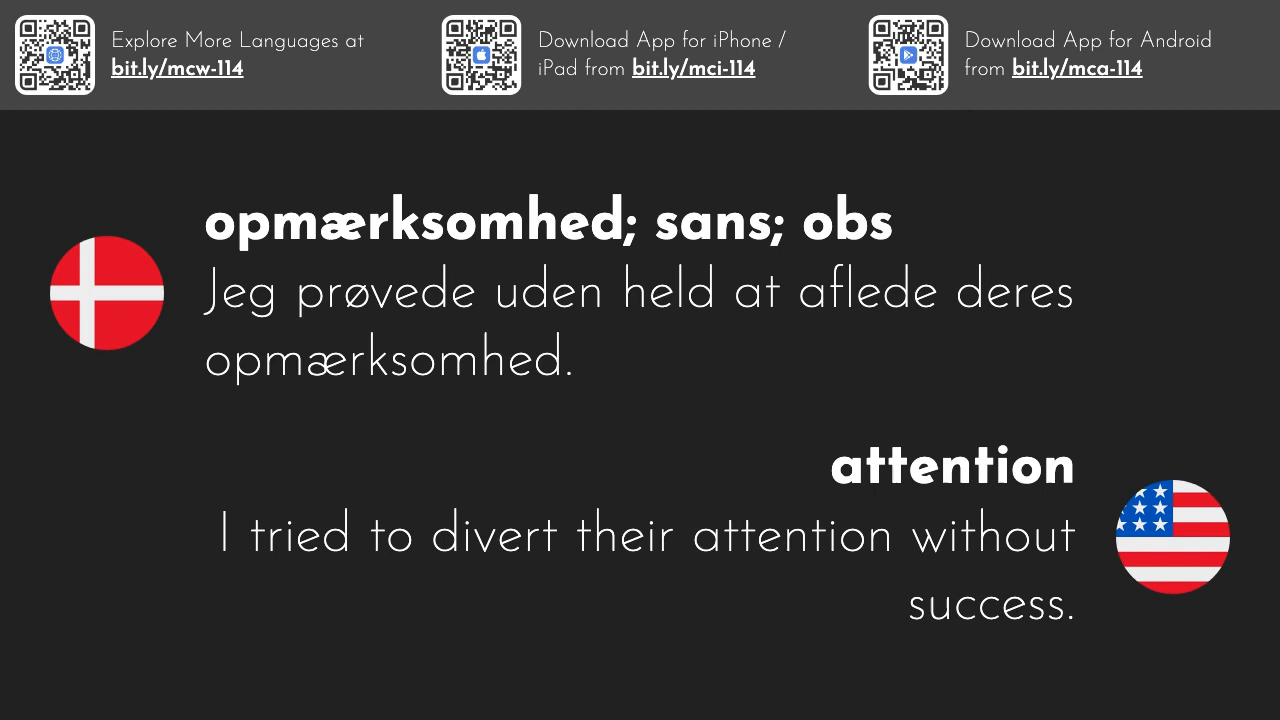 Explore More Languages at
bit.ly/mcw-114
Download App for iPhone /
iPad from bit.ly/mci-114
Download App for Android
from bit.ly/mca-114
opmærksomhed; sans; obs
Jeg prøvede uden held at aflede deres
opmærksomhed.
attention
I tried to divert their attention without
success.